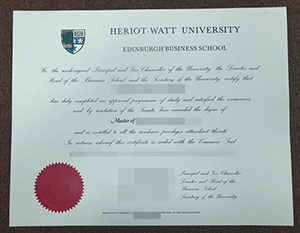 HERIOT-WATT UNIVERSITY
EDINBURGH BUSINESS SCHOOL
We the undersigned Principal and Vice Chancellor of the University, the Director and
Head of the Business School and the Secretary of the University, certify that
has duly completed an approved programme of study and satisfied the examiners
and, by resolution of the Senate, have awarded the degree of
Master of
and is entitled to all the academic privileges attendant thereto
In witness whereof this certificate is sealed with the Common Seal
Principal and Vice Chancellor
Director and Head of the
Business School
Secretary of the University